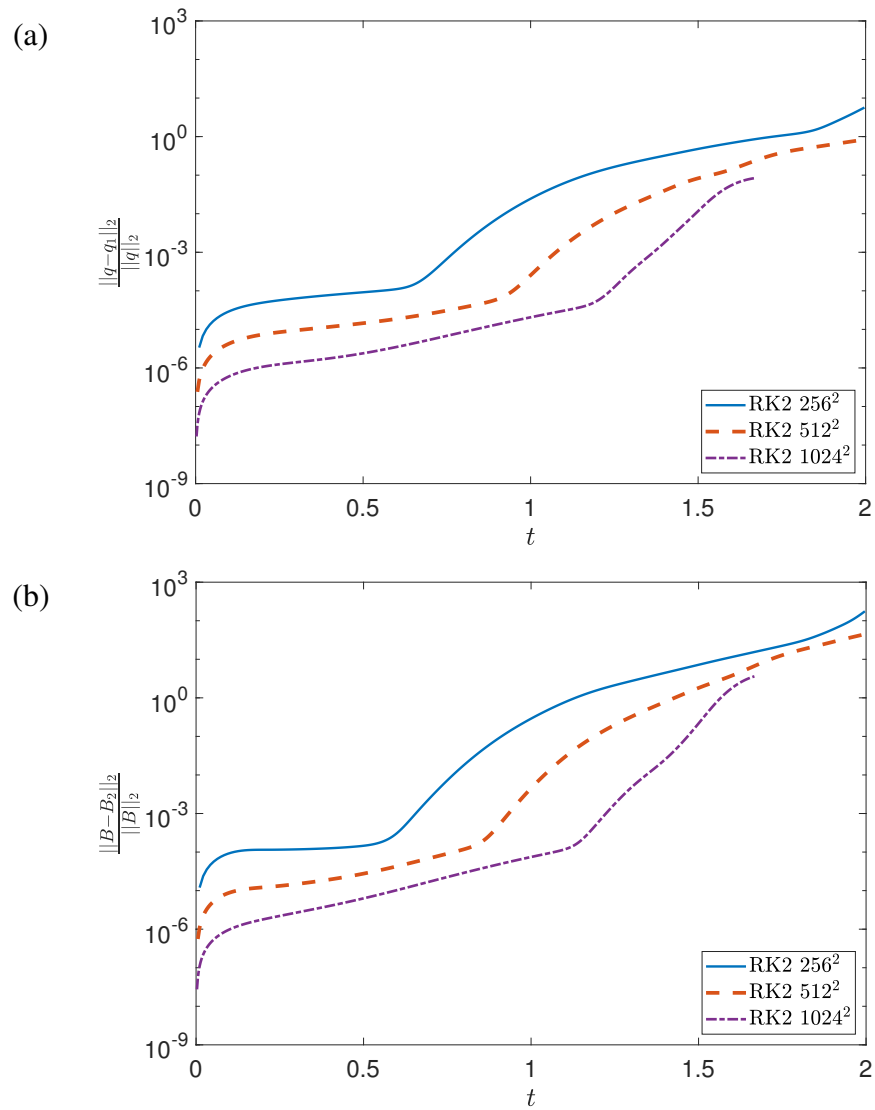 (a)
10^3
10^0
10^-3
10^-6
10^-9
||q−q_1||_2
||q||_2
RK2 256^2
RK2 512^2
RK2 1024^2
0 0.5 1 1.5 2
t
(b)
10^3
10^0
10^-3
10^-6
10^-9
||B−B_2||_2
||B||_2
RK2 256^2
RK2 512^2
RK2 1024^2
0 0.5 1 1.5 2
t